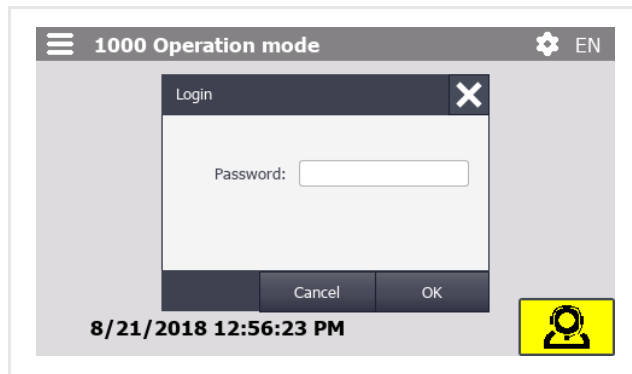 1000 Operation mode EN
Login
Password:
Cancel OK
8/21/2018 12:56:23 PM